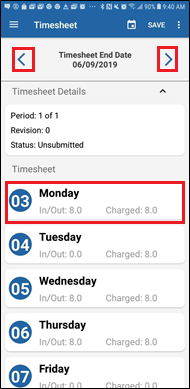 90% 9:40 AM
Timesheet SAVE
Timesheet End Date
06/09/2019
Timesheet Details
Period: 1 of 1
Revision: 0
Status: Unsubmitted
Timesheet
03 Monday
In/Out: 8.0 Charged: 8.0
04 Tuesday
In/Out: 8.0 Charged: 8.0
05 Wednesday
In/Out: 8.0 Charged: 8.0
06 Thursday
In/Out: 8.0 Charged: 8.0
07 Friday
In/Out: 8.0 Charged: 8.0